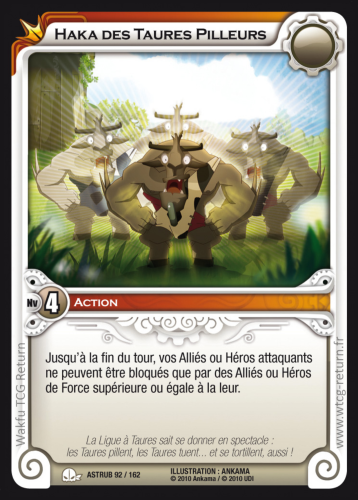 Haka des Taures Pilleurs
Nv 4 Action
Jusqu'à la fin du tour, vos Alliés ou Héros attaquants
ne peuvent être bloqués que par des Alliés ou Héros
de Force supérieure ou égale à la leur.
La Ligue à Taures sait se donner en spectacle :
les Taures pillent, les Taures tuent... et se tortillent, aussi !
ASTRUB 92 / 162
ILLUSTRATION : ANKAMA
© 2010 Ankama / © 2010 UDI
Wakfu TCG Return
www.wtcg-return.fr